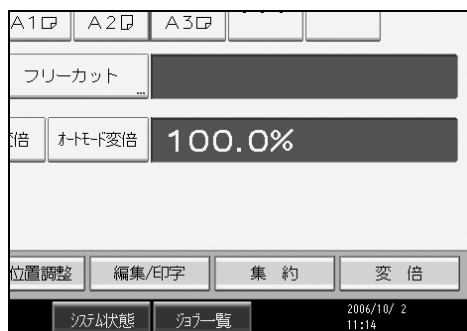 A1 A2 A3
フリーカット
...
変倍 オートモード変倍 100.0%
位置調整 編集/印字 集約 変倍
システム状態 ジョブ一覧 2006/10/ 2
11:14